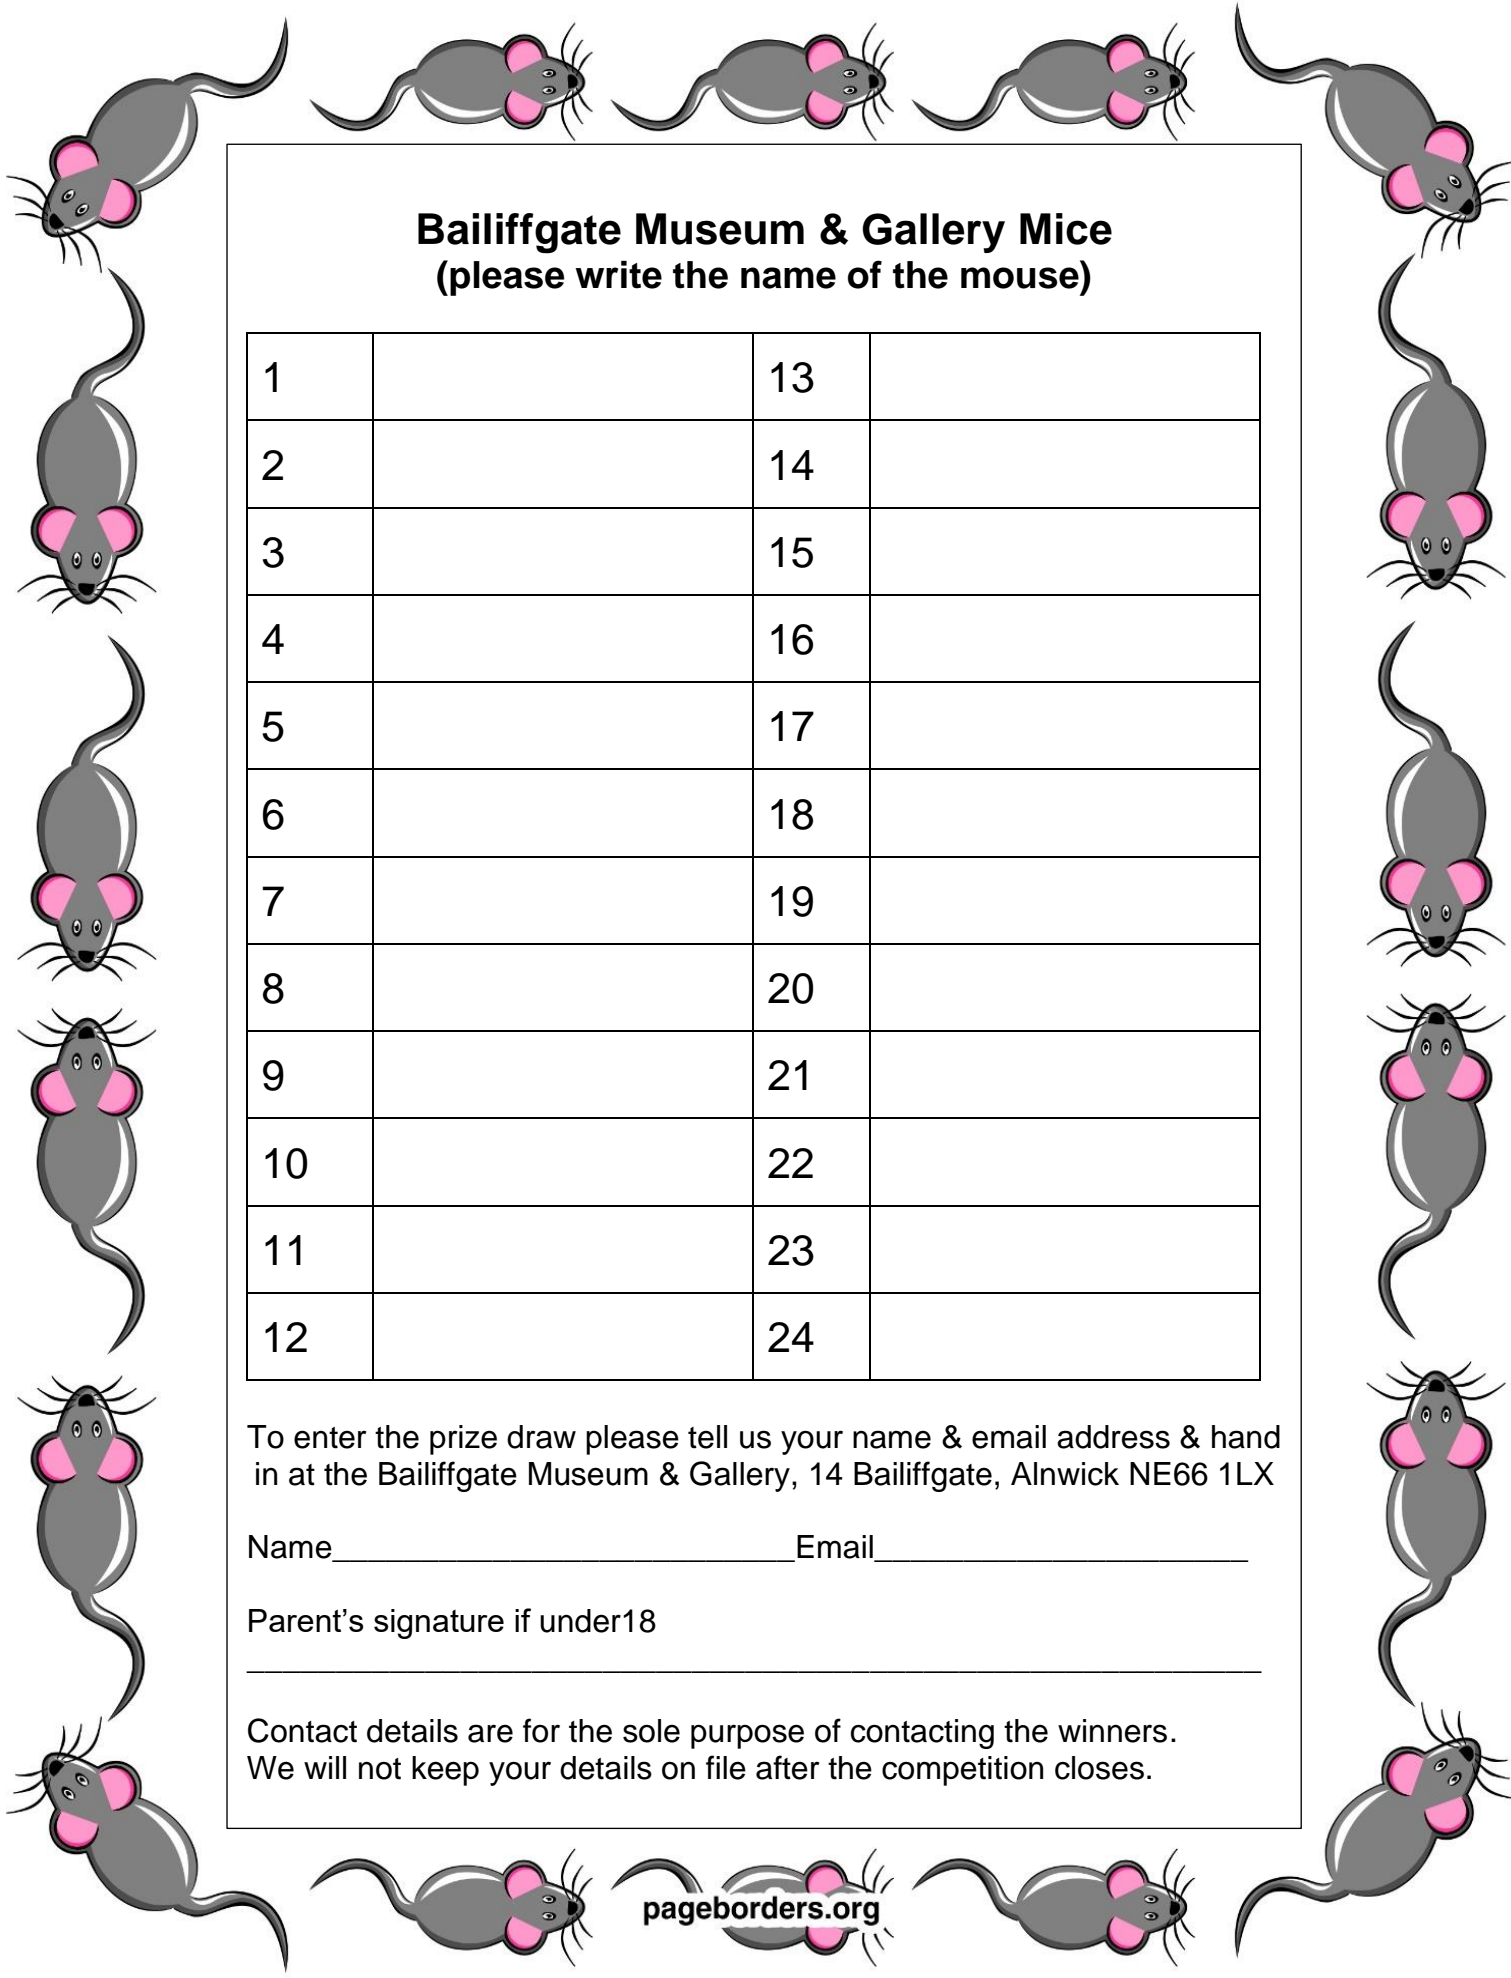 Bailiffgate Museum & Gallery Mice
(please write the name of the mouse)
1 13
2 14
3 15
4 16
5 17
6 18
7 19
8 20
9 21
10 22
11 23
12 24
To enter the prize draw please tell us your name & email address & hand
in at the Bailiffgate Museum & Gallery, 14 Bailiffgate, Alnwick NE66 1LX
Name__________________________Email_____________________
Parent’s signature if under18
_________________________________________________________
Contact details are for the sole purpose of contacting the winners.
We will not keep your details on file after the competition closes.
pageborders.org